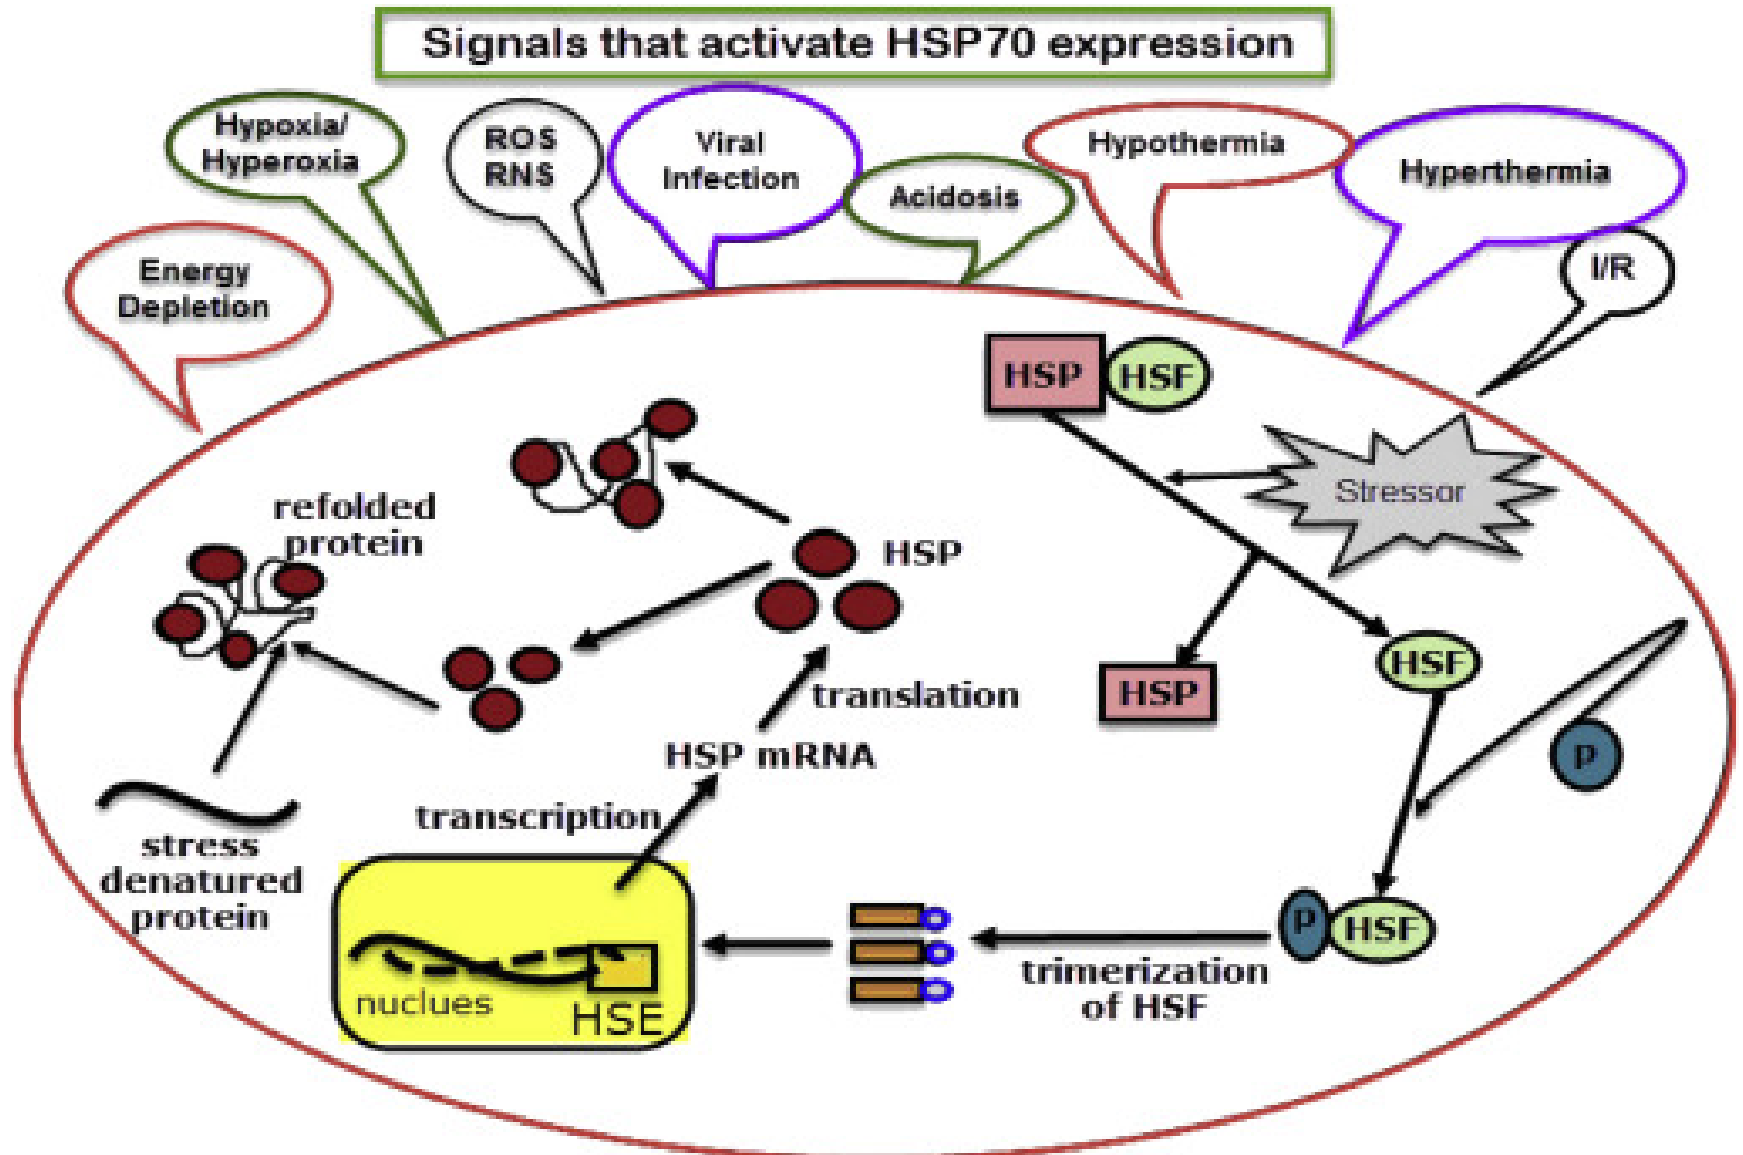 Signals that activate HSP70 expression
Hypoxia/
Hyperoxia
ROS
RNS
Viral
Infection
Acidosis
Hypothermia
Hyperthermia
I/R
Energy
Depletion
HSP
HSF
Stressor
refolded
protein
HSP
HSF
HSP
P
translation
HSP mRNA
transcription
stress
denatured
protein
P
HSF
trimerization
of HSF
nuclues
HSE